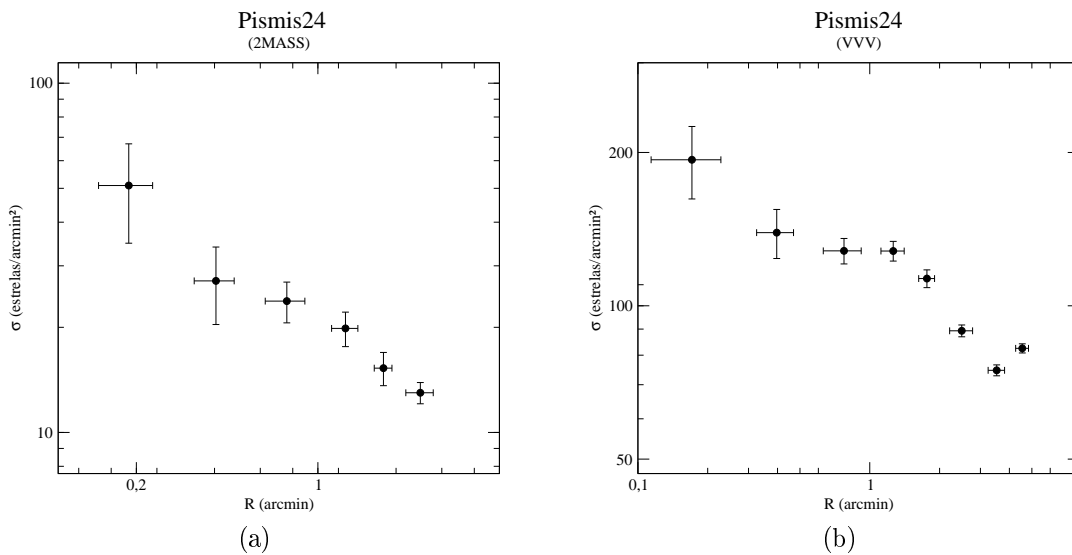 Pismis24
(2MASS)
100
10
σ (estrelas/arcmin²)
0,2
1
R (arcmin)
(a)
Pismis24
(VVV)
200
100
50
σ (estrelas/arcmin²)
0,1
1
R (arcmin)
(b)